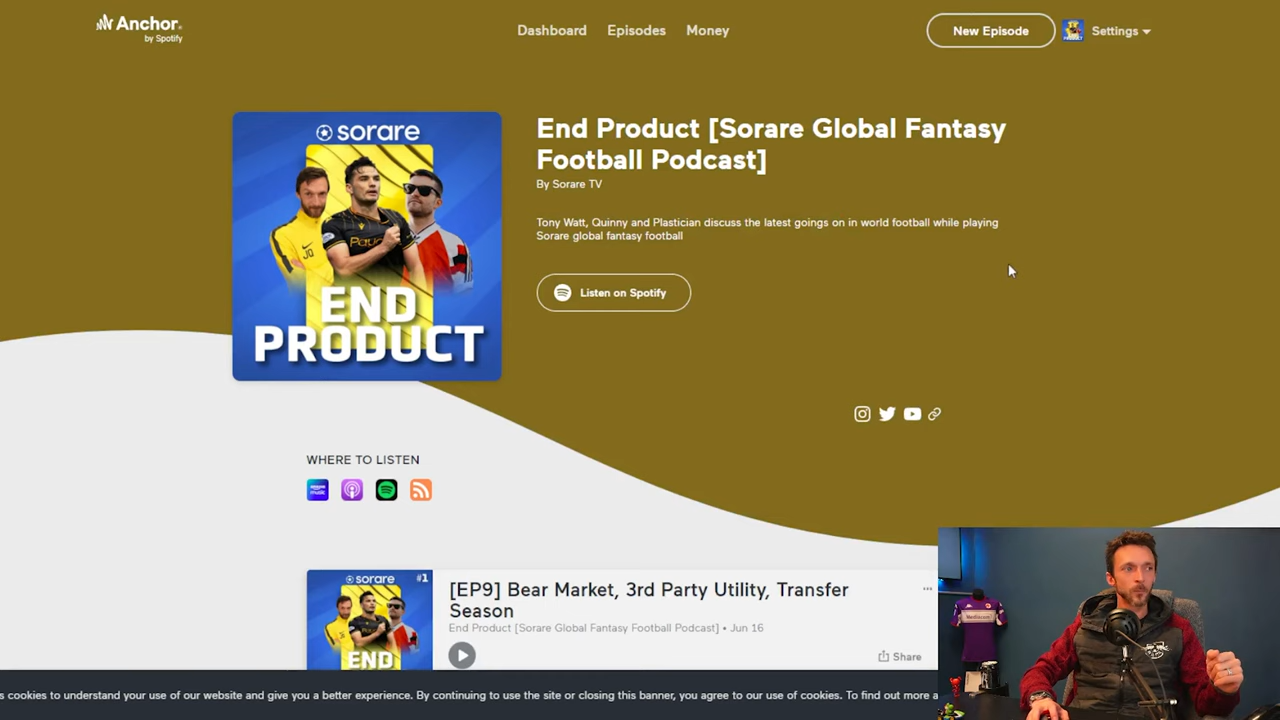 Anchor
by Spotify
Dashboard
Episodes
Money
New Episode
Settings
sorare
JQ
END
PRODUCT
End Product [Sorare Global Fantasy
Football Podcast]
By Sorare TV
Tony Watt, Quinny and Plastician discuss the latest goings on in world football while playing
Sorare global fantasy football
Listen on Spotify
WHERE TO LISTEN
sorare
#1
END
[EP9] Bear Market, 3rd Party Utility, Transfer
Season
End Product [Sorare Global Fantasy Football Podcast] • Jun 16
Share
s cookies to understand your use of our website and give you a better experience. By continuing to use the site or closing this banner, you agree to our use of cookies. To find out more a